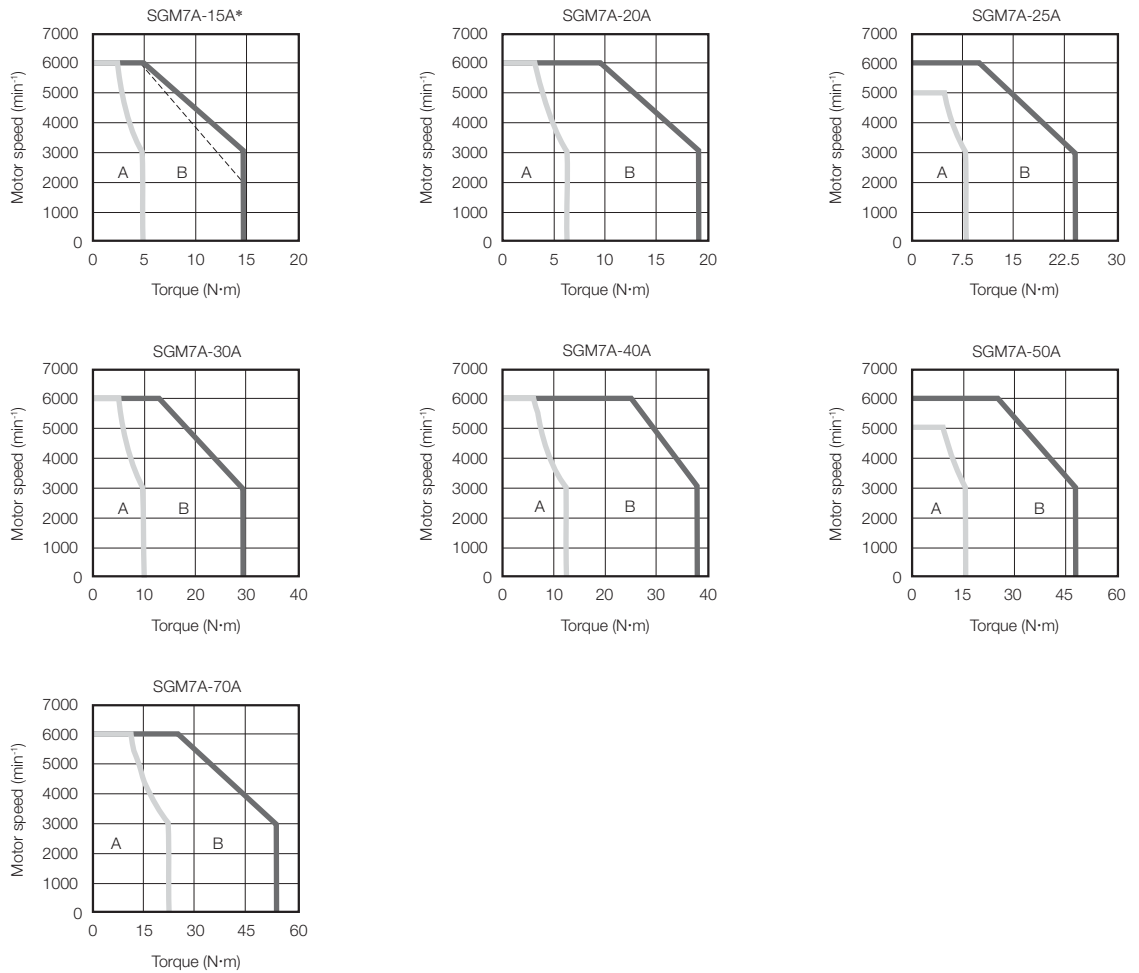 SGM7A-15A*
7000
6000
5000
4000
3000
2000
1000
0
Motor speed (min⁻¹)
A
B
0 5 10 15 20
Torque (N·m)
SGM7A-20A
7000
6000
5000
4000
3000
2000
1000
0
Motor speed (min⁻¹)
A
B
0 5 10 15 20
Torque (N·m)
SGM7A-25A
7000
6000
5000
4000
3000
2000
1000
0
Motor speed (min⁻¹)
A
B
0 7.5 15 22.5 30
Torque (N·m)
SGM7A-30A
7000
6000
5000
4000
3000
2000
1000
0
Motor speed (min⁻¹)
A
B
0 10 20 30 40
Torque (N·m)
SGM7A-40A
7000
6000
5000
4000
3000
2000
1000
0
Motor speed (min⁻¹)
A
B
0 10 20 30 40
Torque (N·m)
SGM7A-50A
7000
6000
5000
4000
3000
2000
1000
0
Motor speed (min⁻¹)
A
B
0 15 30 45 60
Torque (N·m)
SGM7A-70A
7000
6000
5000
4000
3000
2000
1000
0
Motor speed (min⁻¹)
A
B
0 15 30 45 60
Torque (N·m)